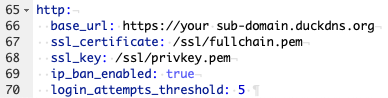 65 http:
66 base_url: https://your sub-domain.duckdns.org
67 ssl_certificate: /ssl/fullchain.pem
68 ssl_key: /ssl/privkey.pem
69 ip_ban_enabled: true
70 login_attempts_threshold: 5